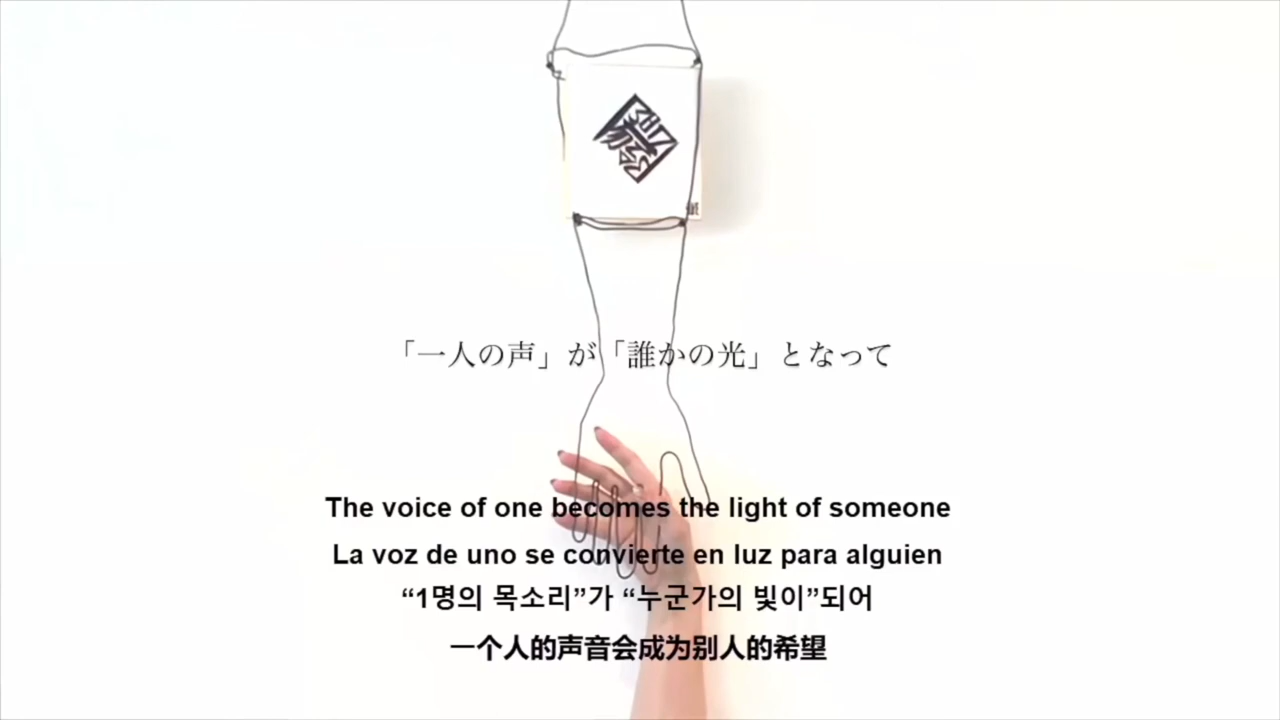 「一人の声」が「誰かの光」となって
The voice of one becomes the light of someone
La voz de uno se convierte en luz para alguien
“1명의 목소리”가 “누군가의 빛이”되어
一个人的声音会成为别人的希望